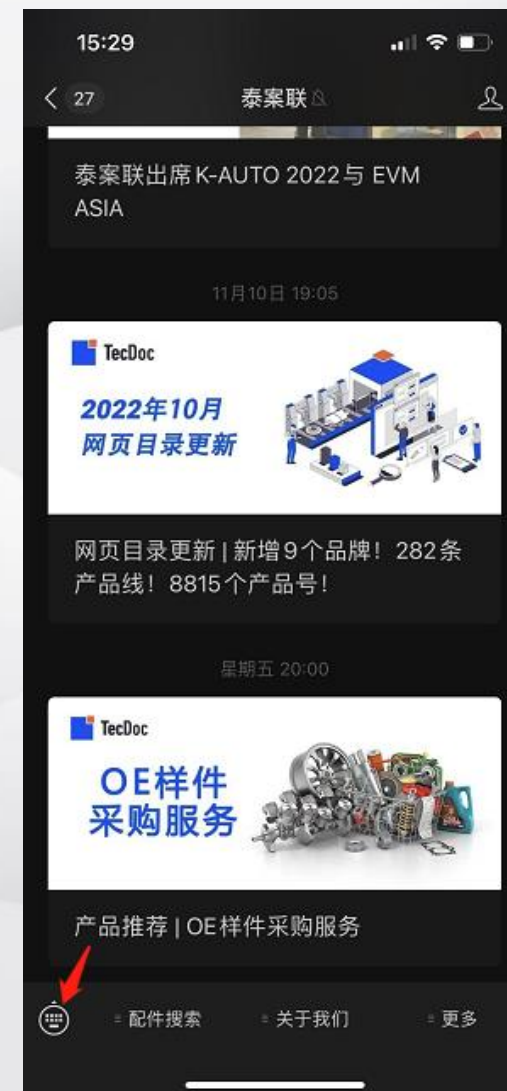 15:29
27
泰案联
泰案联出席K-AUTO 2022与 EVM
ASIA
11月10日 19:05
TecDoc
2022年10月
网页目录更新
网页目录更新 | 新增9个品牌！282条
产品线！8815个产品号！
星期五 20:00
TecDoc
OE样件
采购服务
产品推荐 | OE样件采购服务
配件搜索
关于我们
更多